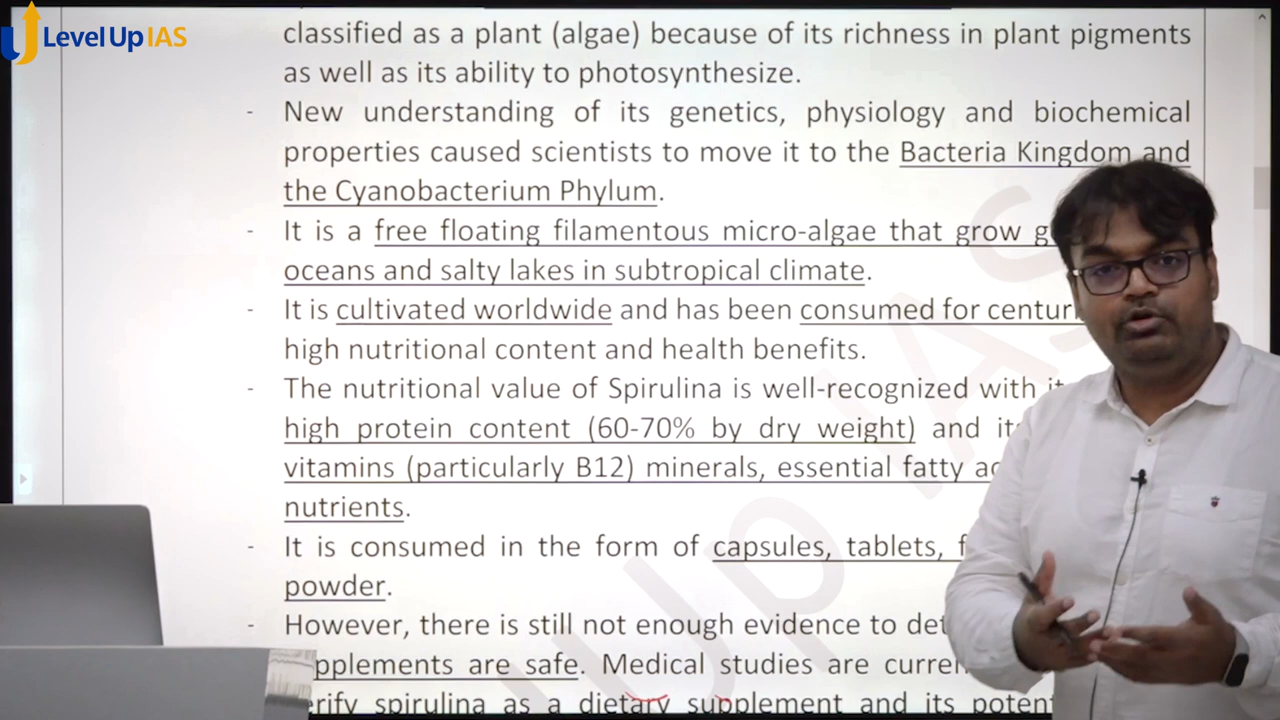 Level Up IAS
classified as a plant (algae) because of its richness in plant pigments
as well as its ability to photosynthesize.
- New understanding of its genetics, physiology and biochemical
properties caused scientists to move it to the Bacteria Kingdom and
the Cyanobacterium Phylum.
- It is a free floating filamentous micro-algae that grow
oceans and salty lakes in subtropical climate.
- It is cultivated worldwide and has been consumed for
high nutritional content and health benefits.
- The nutritional value of Spirulina is well-recognized with
high protein content (60-70% by dry weight) and
vitamins (particularly B12) minerals, essential fatty
nutrients.
- It is consumed in the form of capsules, tablets,
powder.
- However, there is still not enough evidence to
are safe. Medical studies are
spirulina as a dietary supplement and its
Up IAS